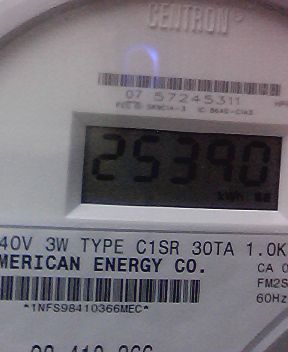 CENTRON®
07 57245311
25390
kWh
40V 3W TYPE C1SR 30TA 1.0K
MERICAN ENERGY CO.
CA 0
FM2S
60Hz
*1NFS98410366MEC*